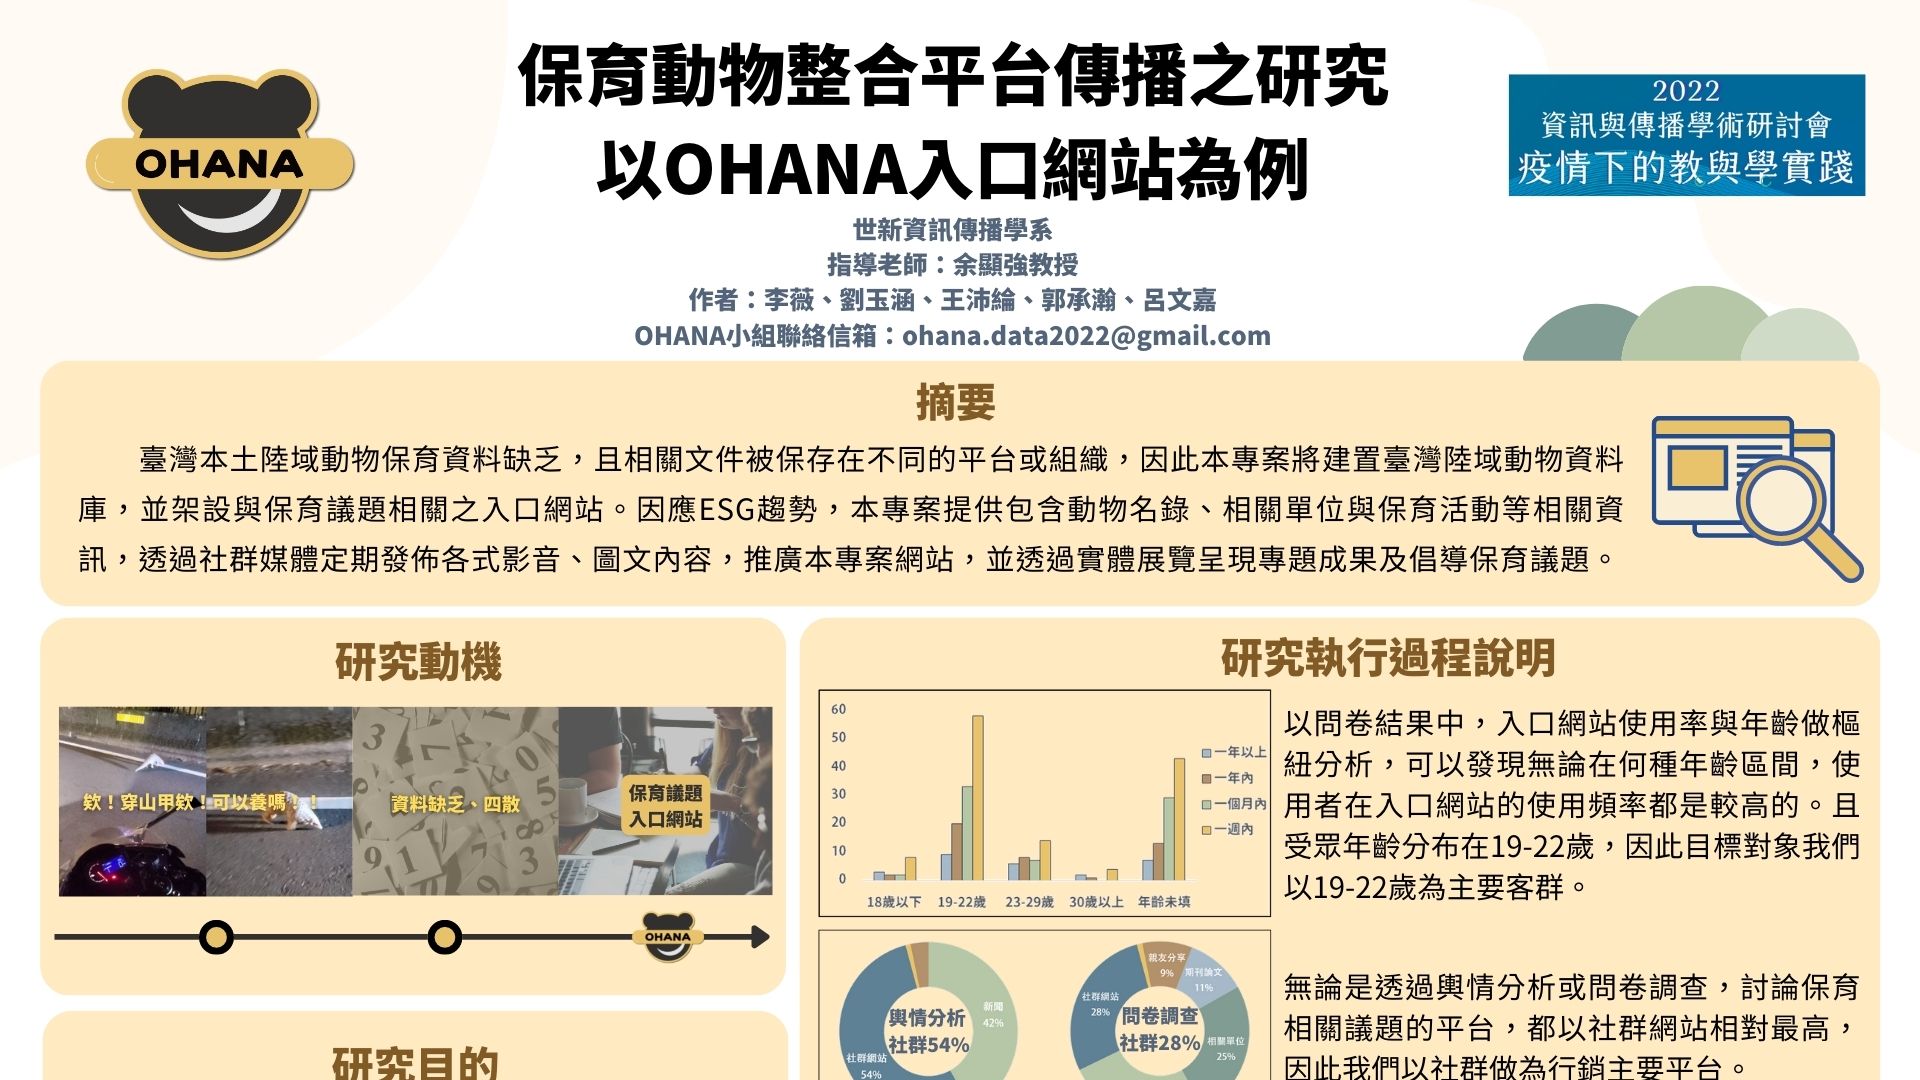 OHANA
保育動物整合平台傳播之研究
以OHANA入口網站為例
世新資訊傳播學系
指導老師：余顯強教授
作者：李薇、劉玉涵、王沛綸、郭承瀚、呂文嘉
OHANA小組聯絡信箱：ohana.data2022@gmail.com
2022
資訊與傳播學術研討會
疫情下的教與學實踐
摘要
臺灣本土陸域動物保育資料缺乏，且相關文件被保存在不同的平台或組織，因此本專案將建置臺灣陸域動物資料
庫，並架設與保育議題相關之入口網站。因應ESG趨勢，本專案提供包含動物名錄、相關單位與保育活動等相關資
訊，透過社群媒體定期發佈各式影音、圖文內容，推廣本專案網站，並透過實體展覽呈現專題成果及倡導保育議題。
研究動機
欸！穿山甲欸！可以養嗎！！
資料缺乏、四散
保育議題
入口網站
OHANA
研究目的
研究執行過程說明
60
50
40
30
20
10
0
18歲以下 19-22歲 23-29歲 30歲以上 年齡未填
一年以上
一年內
一個月內
一週內
以問卷結果中，入口網站使用率與年齡做樞
紐分析，可以發現無論在何種年齡區間，使
用者在入口網站的使用頻率都是較高的。且
受眾年齡分布在19-22歲，因此目標對象我們
以19-22歲為主要客群。
新聞
42%
輿情分析
社群54%
社群網站
54%
親友分享
9%
期刊論文
11%
社群網站
28%
問卷調查
社群28%
相關單位
25%
無論是透過輿情分析或問卷調查，討論保育
相關議題的平台，都以社群網站相對最高，
因此我們以社群做為行銷主要平台。